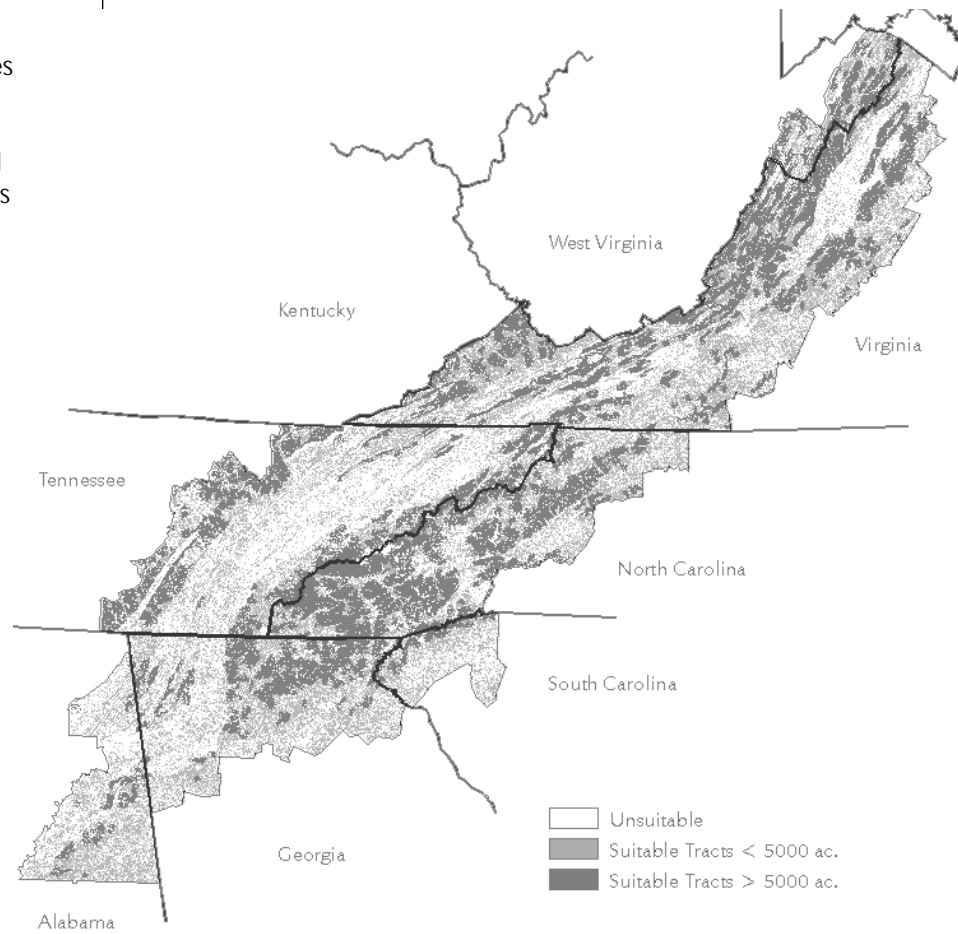 es
s
West Virginia
Kentucky
Virginia
Tennessee
North Carolina
South Carolina
Georgia
Alabama
Unsuitable
Suitable Tracts < 5000 ac.
Suitable Tracts > 5000 ac.